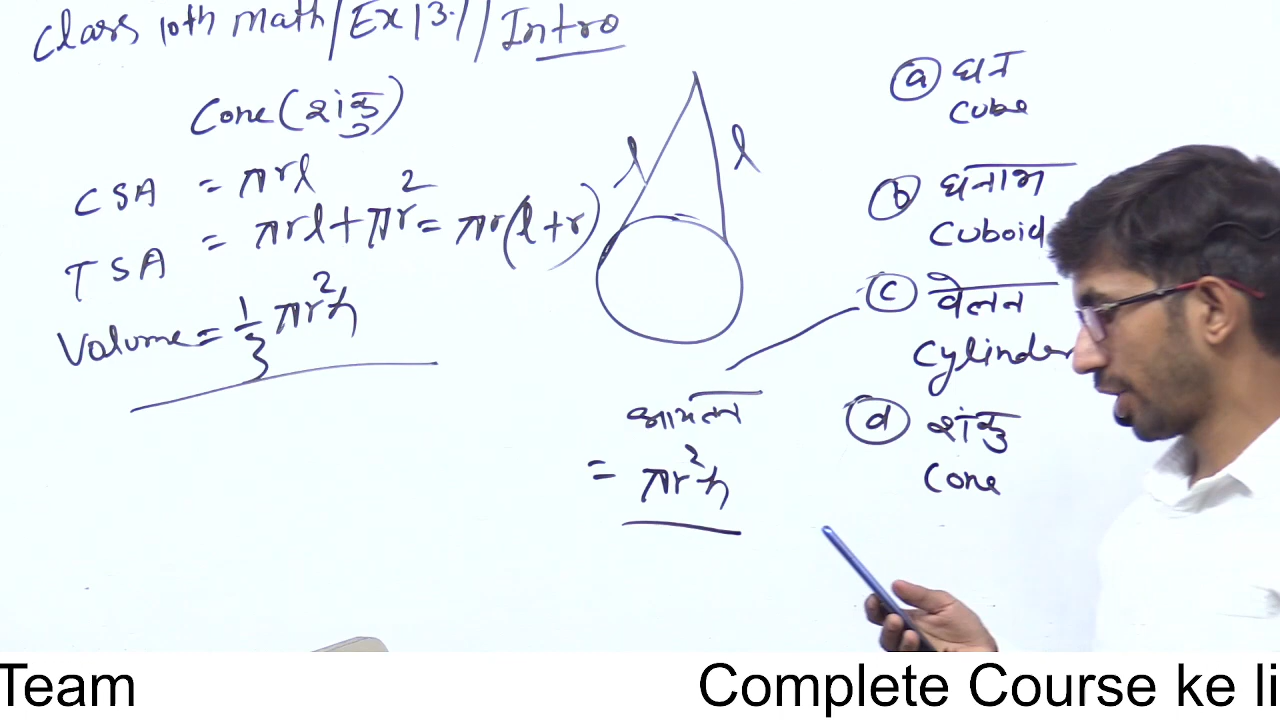 Class 10th math/Ex 13.1/Intro
Cone (शंकु)
CSA = πrl
TSA = πrl + πr² = πr(l+r)
Volume = 1/3 πr²h
l l
आयतन
= πr²h
(a) घन
Cube
(b) घनाभ
Cuboid
(c) बेलन
Cylinder
(d) शंकु
Cone
Team Complete Course ke li